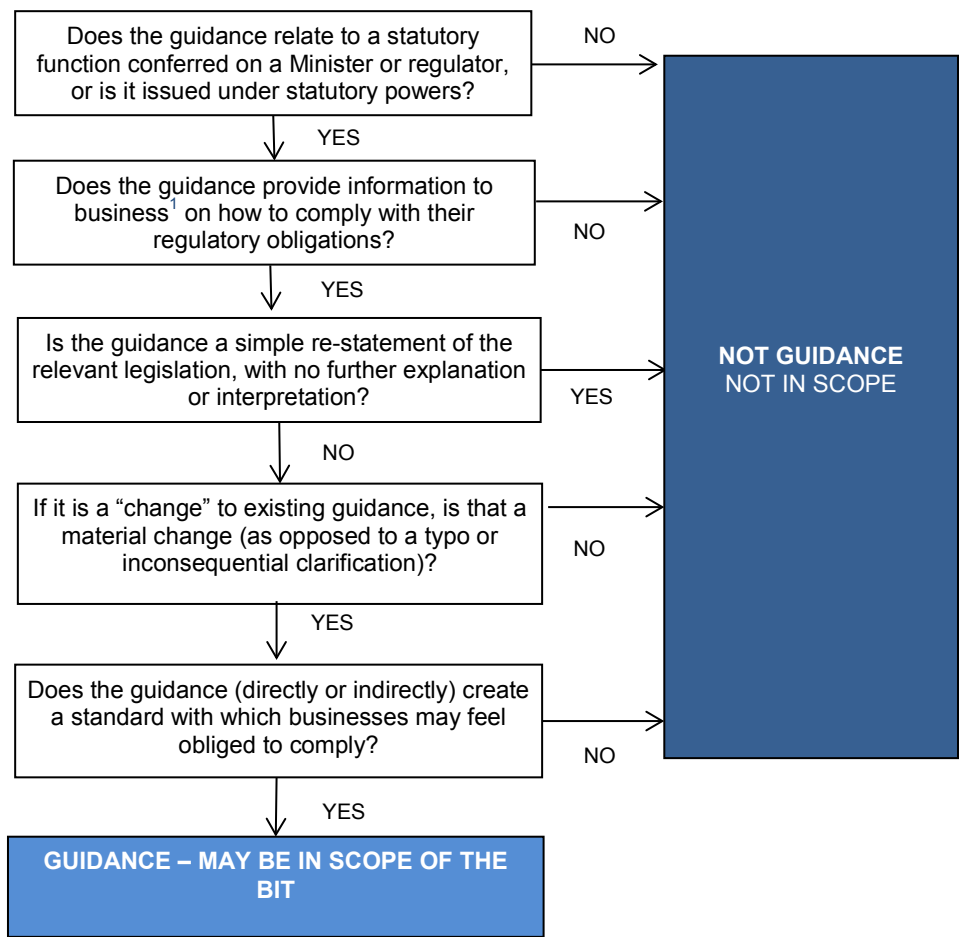 Does the guidance relate to a statutory
function conferred on a Minister or regulator,
or is it issued under statutory powers?
NO
YES
Does the guidance provide information to
business1 on how to comply with their
regulatory obligations?
NO
YES
Is the guidance a simple re-statement of the
relevant legislation, with no further explanation
or interpretation?
YES
NO
If it is a “change” to existing guidance, is that a
material change (as opposed to a typo or
inconsequential clarification)?
NO
YES
Does the guidance (directly or indirectly) create
a standard with which businesses may feel
obliged to comply?
NO
YES
GUIDANCE – MAY BE IN SCOPE OF THE
BIT
NOT GUIDANCE
NOT IN SCOPE